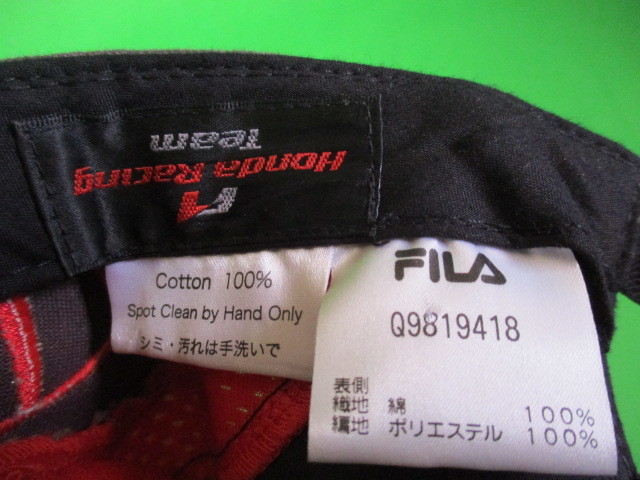 Honda Racing
Team
Cotton 100%
Spot Clean by Hand Only
シミ・汚れは手洗いで
FILA
Q9819418
表側
織地 綿 100%
編地 ポリエステル 100%